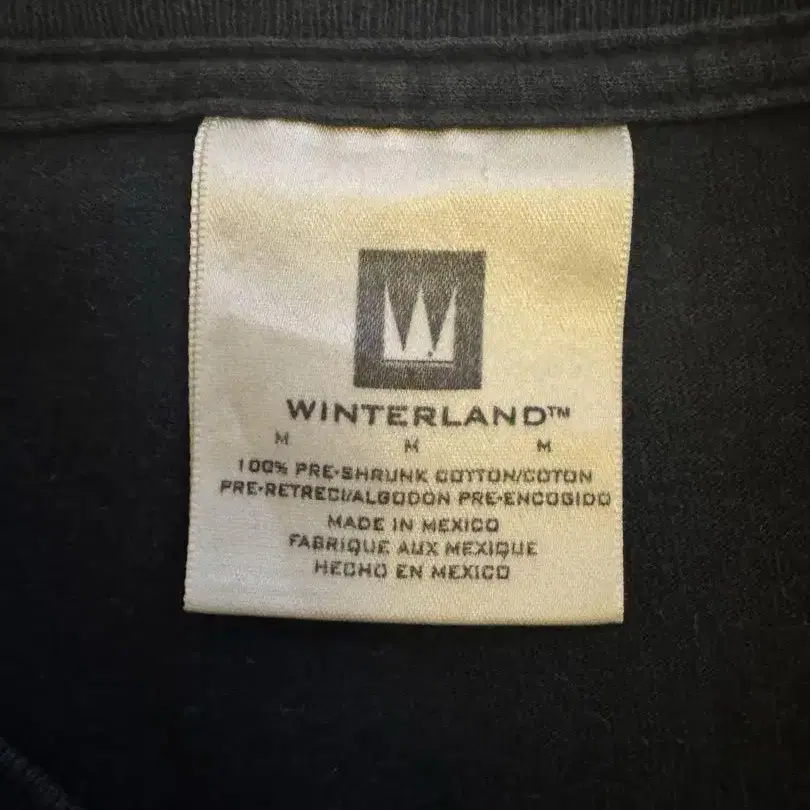 WINTERLAND™
M M M
100% PRE-SHRUNK COTTON/COTON
PRE-RETRECI/ALGODON PRE-ENCOGIDO
MADE IN MEXICO
FABRIQUE AUX MEXIQUE
HECHO EN MEXICO